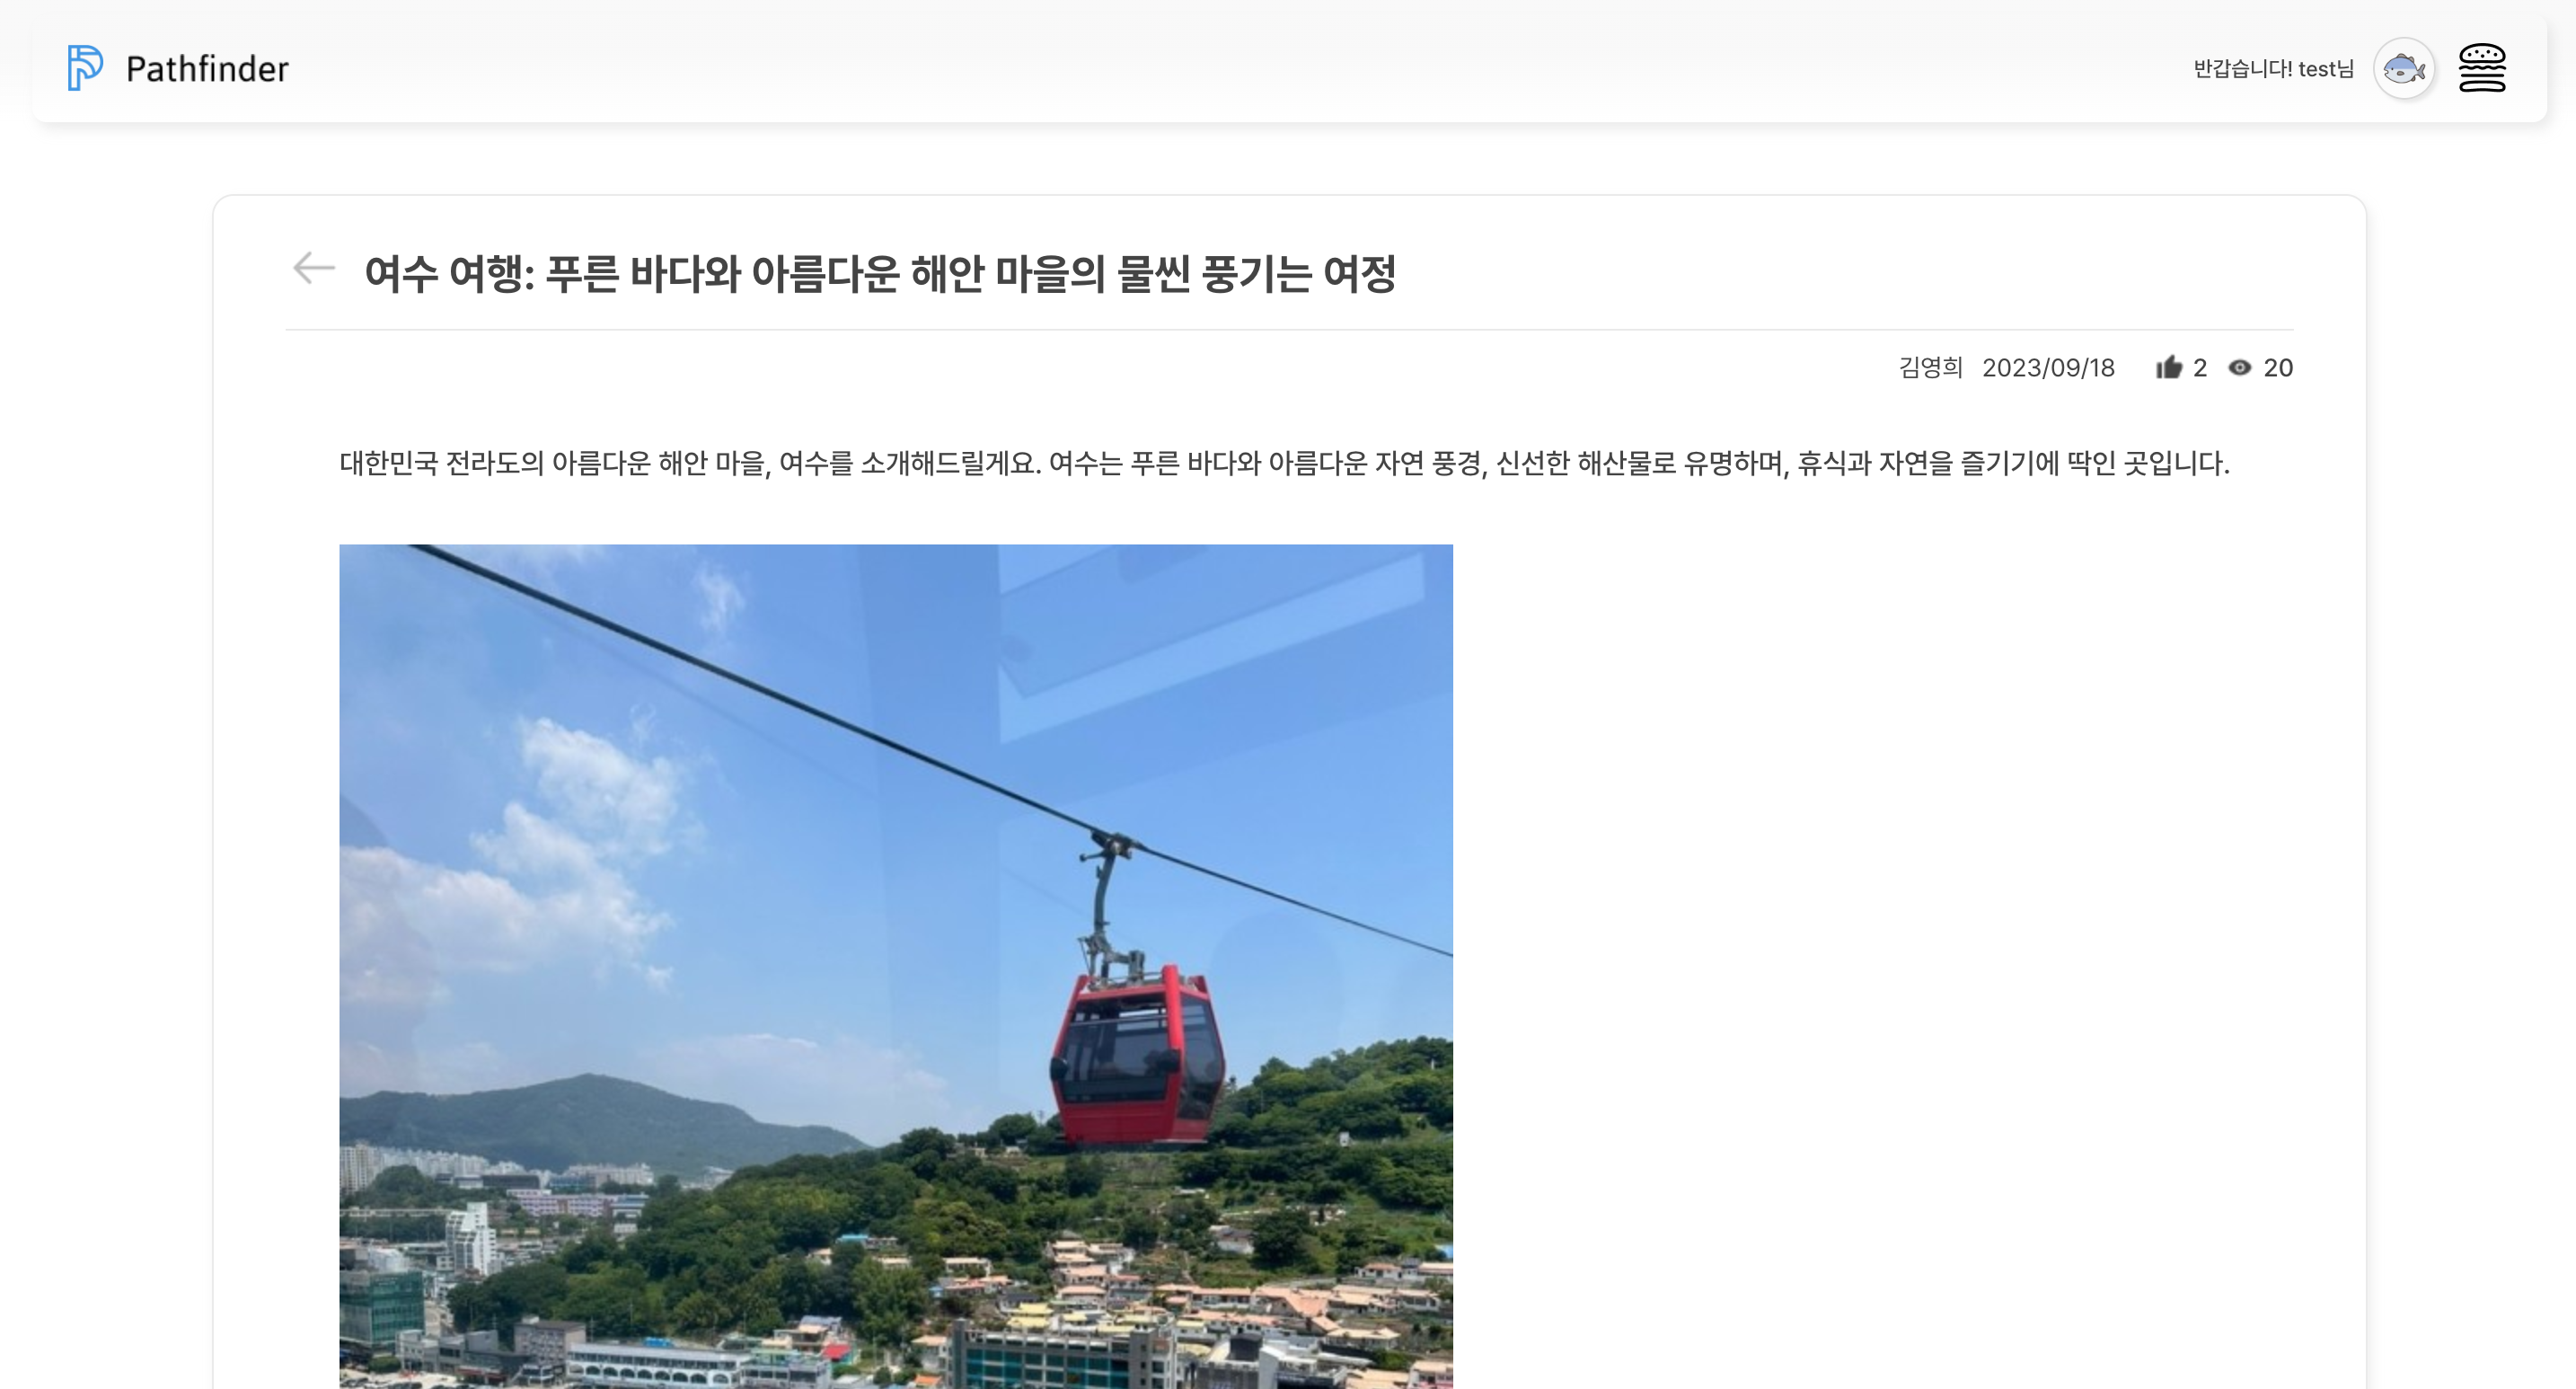 Pathfinder
반갑습니다! test님
여수 여행: 푸른 바다와 아름다운 해안 마을의 물씬 풍기는 여정
김영희 2023/09/18 2 20
대한민국 전라도의 아름다운 해안 마을, 여수를 소개해드릴게요. 여수는 푸른 바다와 아름다운 자연 풍경, 신선한 해산물로 유명하며, 휴식과 자연을 즐기기에 딱인 곳입니다.